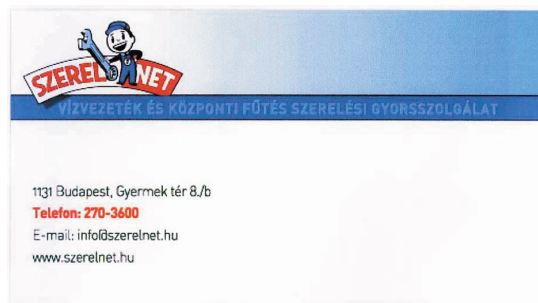 SZERELNET
VÍZVEZETÉK ÉS KÖZPONTI FŰTÉS SZERELÉSI GYORSSZOLGÁLAT
1131 Budapest, Gyermek tér 8./b
Telefon: 270-3600
E-mail: info@szerelnet.hu
www.szerelnet.hu